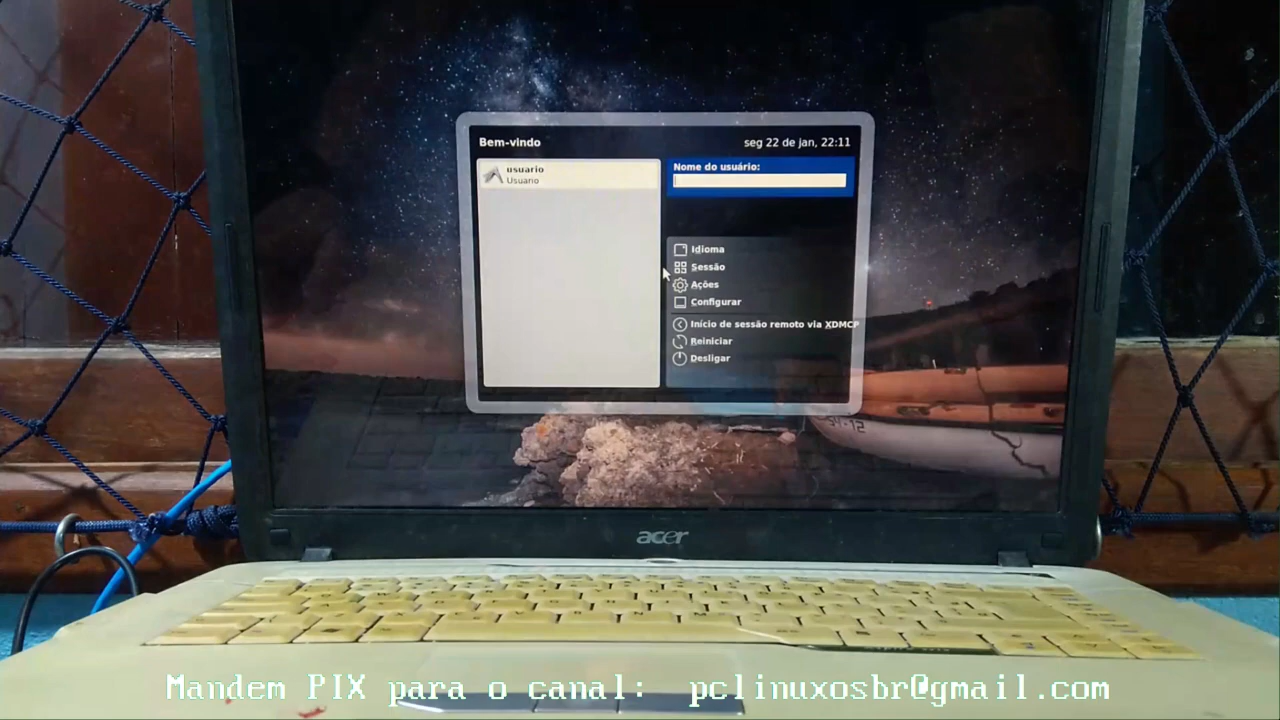 Bem-vindo
seg 22 de jan, 22:11
usuario
Usuario
Nome do usuário:
Idioma
Sessão
Ações
Configurar
Início de sessão remoto via XDMCP
Reiniciar
Desligar
acer
Mandem PIX para o canal: pclinuxosbr@gmail.com